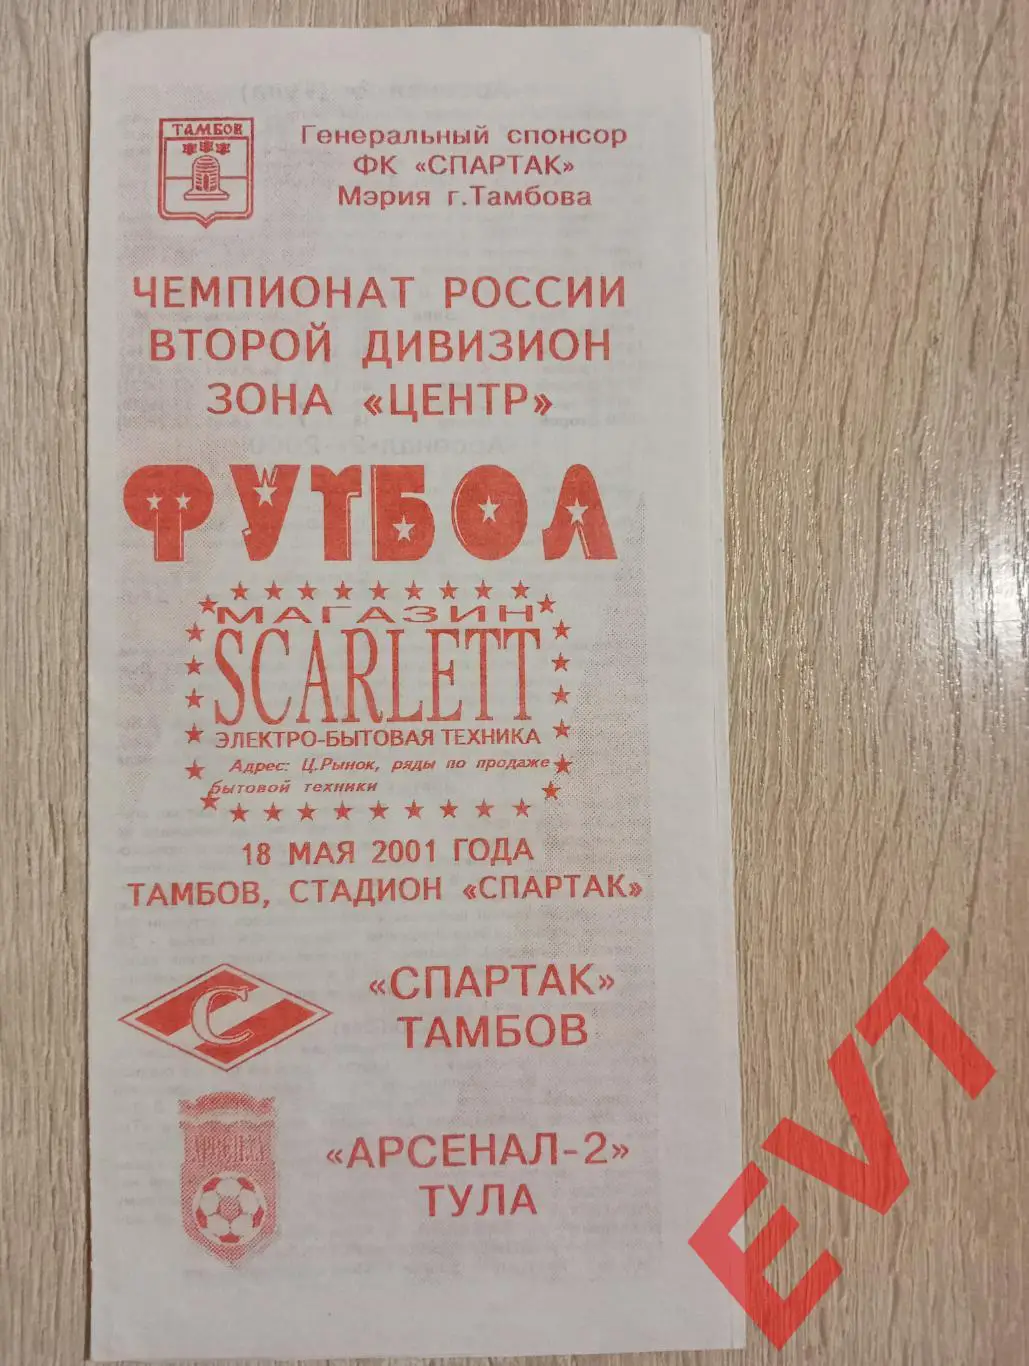 ТАМБОВ
Генеральный спонсор
ФК «СПАРТАК»
Мэрия г.Тамбова
ЧЕМПИОНАТ РОССИИ
ВТОРОЙ ДИВИЗИОН
ЗОНА «ЦЕНТР»
ФУТБОЛ
МАГАЗИН
SCARLETT
ЭЛЕКТРО-БЫТОВАЯ ТЕХНИКА
Адрес: Ц.Рынок, ряды по продаже
бытовой техники
18 МАЯ 2001 ГОДА
ТАМБОВ, СТАДИОН «СПАРТАК»
С
«СПАРТАК»
ТАМБОВ
АРСЕНАЛ
«АРСЕНАЛ-2»
ТУЛА
EVT